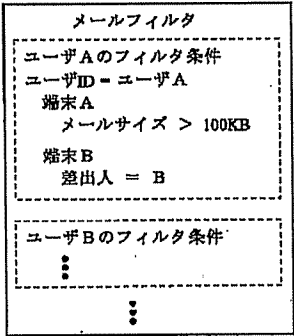 メールフィルタ
ユーザAのフィルタ条件
ユーザID = ユーザA
端末A
メールサイズ > 100KB
端末B
差出人 = B
ユーザBのフィルタ条件